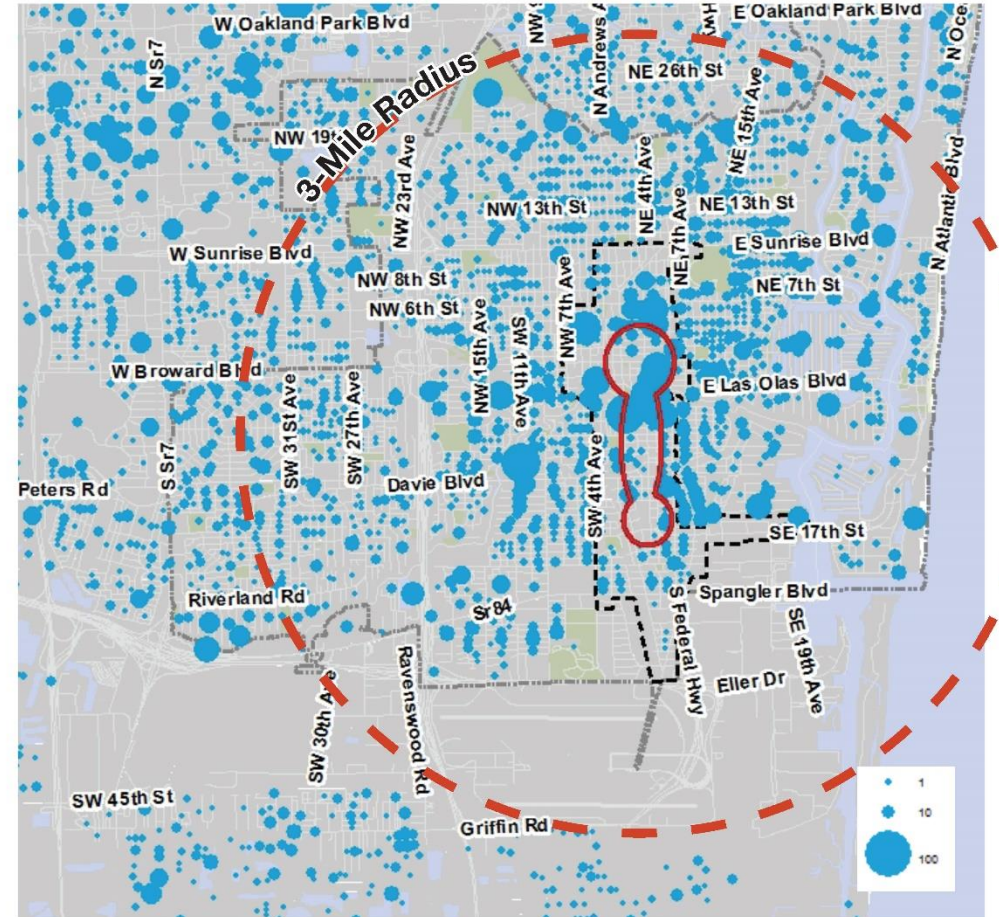 W Oakland Park Blvd
E Oakland Park Blvd
N Sr7
N Andrews A
Hwy
N Oce
NE 26th St
3-Mile Radius
NW 19t
NW 23rd Ave
NE 15th Ave
N Atlantic Blvd
NW 13th St
NE 4th Ave
NE 13th St
NE 7th Ave
W Sunrise Blvd
E Sunrise Blvd
NW 8th St
NE 7th St
NW 6th St
NW 7th Ave
NW 15th Ave
SW 11th Ave
W Broward Blvd
E Las Olas Blvd
SW 31St Ave
SW 27th Ave
S Sr7
SW 4th Ave
Peters Rd
Davie Blvd
SE 17th St
Riverland Rd
Sr 84
Spangler Blvd
S Federal Hwy
SE 19th Ave
Eller Dr
SW 30th Ave
Ravenswood Rd
SW 45th St
Griffin Rd
1
10
100